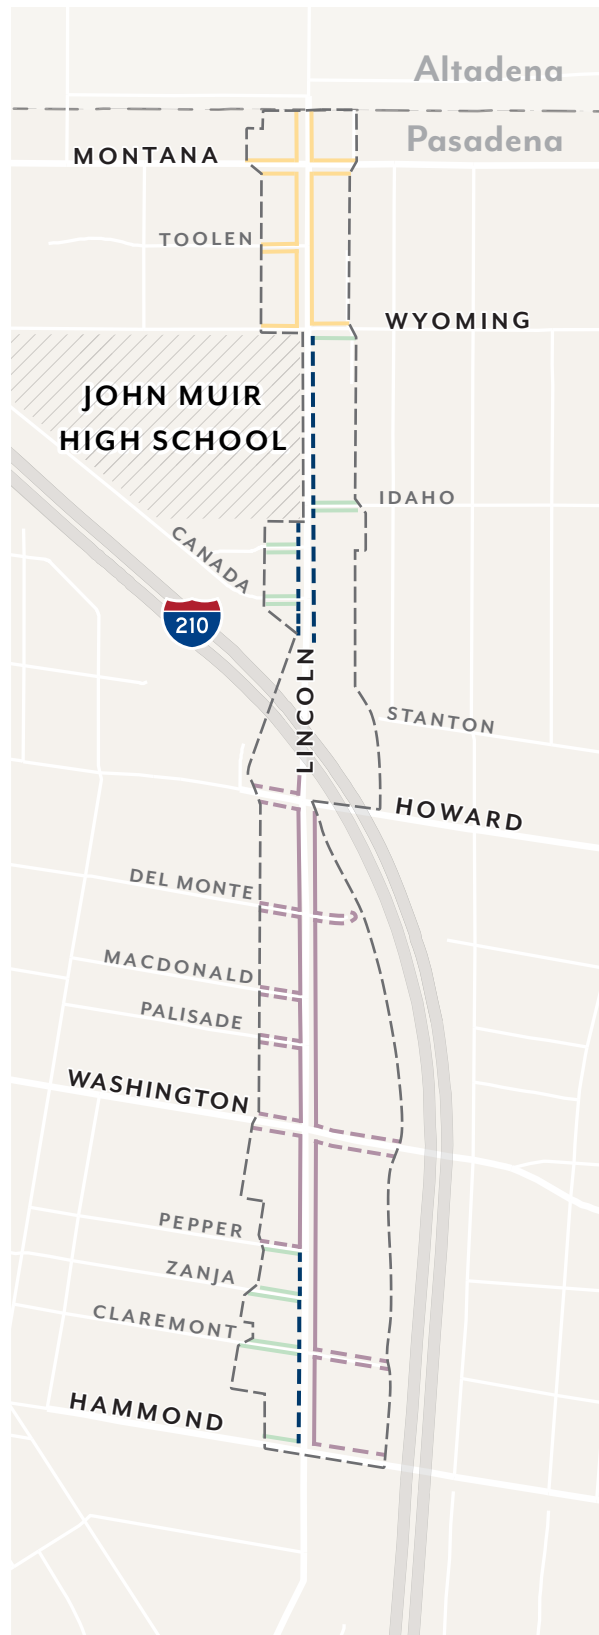 Altadena
Pasadena
MONTANA
TOOLEN
WYOMING
JOHN MUIR
HIGH SCHOOL
IDAHO
CANADA
210
LINCOLN
STANTON
HOWARD
DEL MONTE
MACDONALD
PALISADE
WASHINGTON
PEPPER
ZANJA
CLAREMONT
HAMMOND